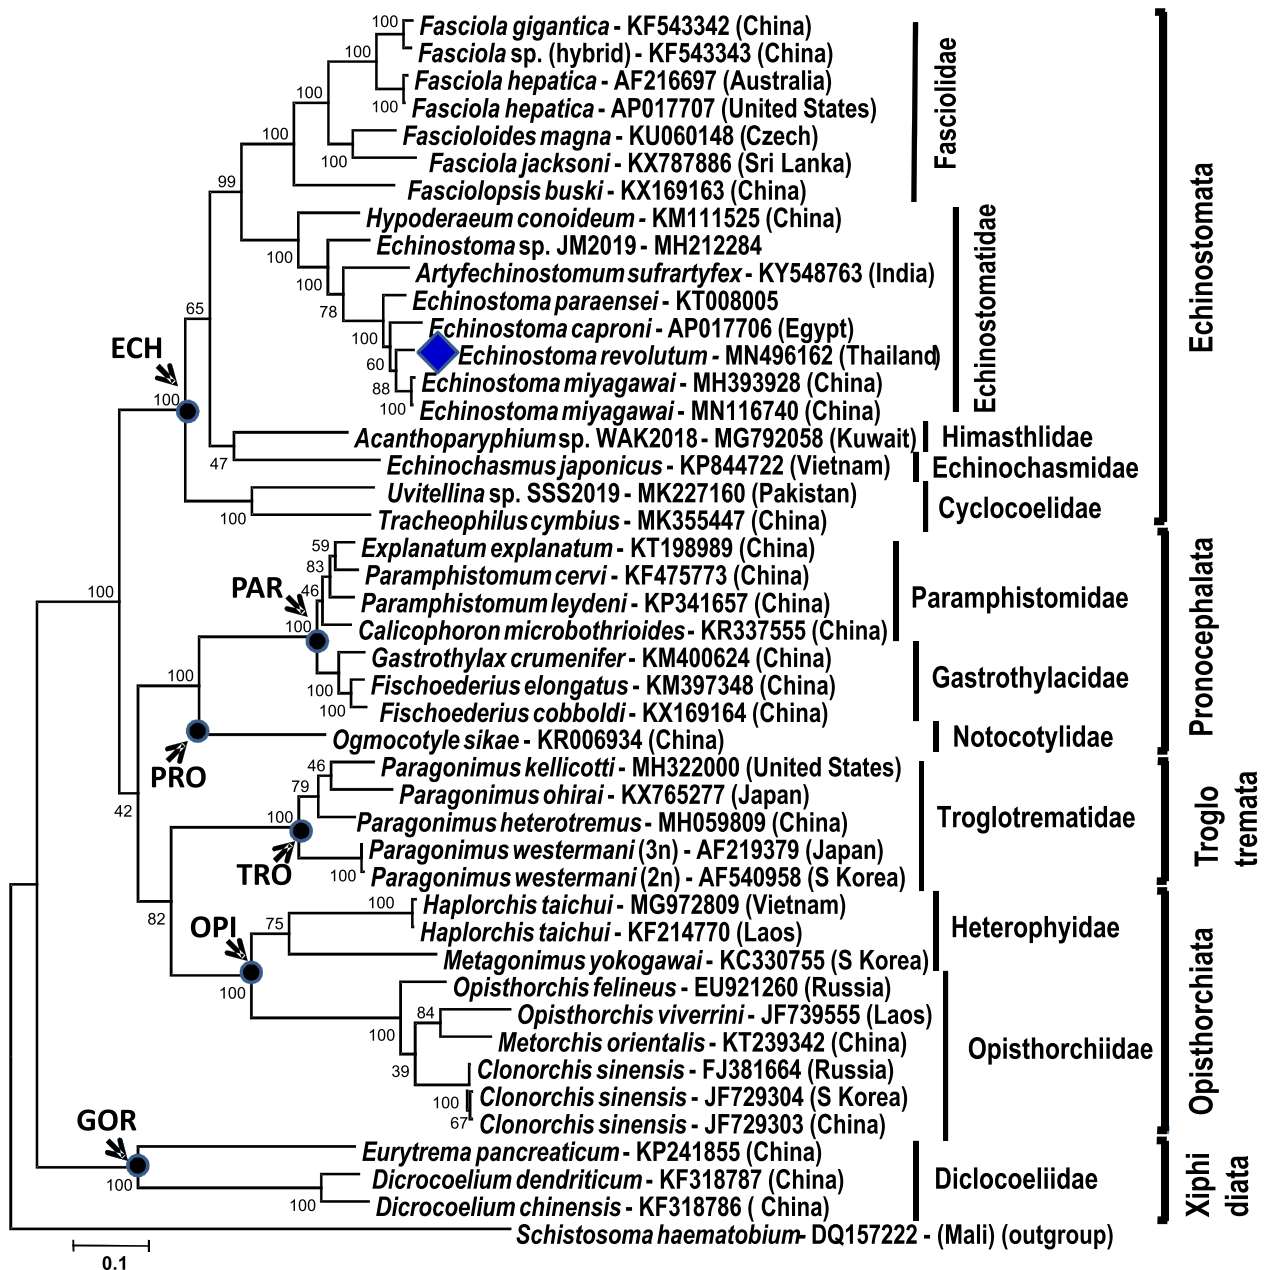 100 Fasciola gigantica - KF543342 (China)
Fasciola sp. (hybrid) - KF543343 (China)
100
Fasciola hepatica - AF216697 (Australia)
100 Fasciola hepatica - AP017707 (United States)
100
Fascioloides magna - KU060148 (Czech)
100 Fasciola jacksoni - KX787886 (Sri Lanka)
100
Fasciolopsis buski - KX169163 (China)
Fasciolidae
99
Hypoderaeum conoideum - KM111525 (China)
100
Echinostoma sp. JM2019 - MH212284
100
Artyfechinostomum sufrartyfex - KY548763 (India)
78
Echinostoma paraensei - KT008005
100
Echinostoma caproni - AP017706 (Egypt)
60
Echinostoma revolutum - MN496162 (Thailand)
88
Echinostoma miyagawai - MH393928 (China)
100 Echinostoma miyagawai - MN116740 (China)
Echinostomatidae
65
ECH
100
Acanthoparyphium sp. WAK2018 - MG792058 (Kuwait) Himasthlidae
47
Echinochasmus japonicus - KP844722 (Vietnam) Echinochasmidae
Uvitellina sp. SSS2019 - MK227160 (Pakistan)
100
Tracheophilus cymbius - MK355447 (China)
Cyclocoelidae
Echinostomata
100
59 Explanatum explanatum - KT198989 (China)
83
Paramphistomum cervi - KF475773 (China)
46
Paramphistomum leydeni - KP341657 (China)
PAR
100
Calicophoron microbothrioides - KR337555 (China)
Paramphistomidae
Gastrothylax crumenifer - KM400624 (China)
100
Fischoederius elongatus - KM397348 (China)
100 Fischoederius cobboldi - KX169164 (China)
Gastrothylacidae
100
Ogmocotyle sikae - KR006934 (China) Notocotylidae
PRO
Pronocephalata
42
46 Paragonimus kellicotti - MH322000 (United States)
79
Paragonimus ohirai - KX765277 (Japan)
100
Paragonimus heterotremus - MH059809 (China)
TRO
Paragonimus westermani (3n) - AF219379 (Japan)
100 Paragonimus westermani (2n) - AF540958 (S Korea)
Troglotrematidae
Troglo
tremata
82
100 Haplorchis taichui - MG972809 (Vietnam)
Haplorchis taichui - KF214770 (Laos)
75
OPI
100
Metagonimus yokogawai - KC330755 (S Korea)
Heterophyidae
Opisthorchis felineus - EU921260 (Russia)
100
84 Opisthorchis viverrini - JF739555 (Laos)
Metorchis orientalis - KT239342 (China)
39
Clonorchis sinensis - FJ381664 (Russia)
100 Clonorchis sinensis - JF729304 (S Korea)
67 Clonorchis sinensis - JF729303 (China)
Opisthorchiidae
Opisthorchiata
GOR
100
Eurytrema pancreaticum - KP241855 (China)
Dicrocoelium dendriticum - KF318787 (China)
100 Dicrocoelium chinensis - KF318786 ( China)
Diclocoeliidae
Xiphi
diata
Schistosoma haematobium- DQ157222 - (Mali) (outgroup)
0.1